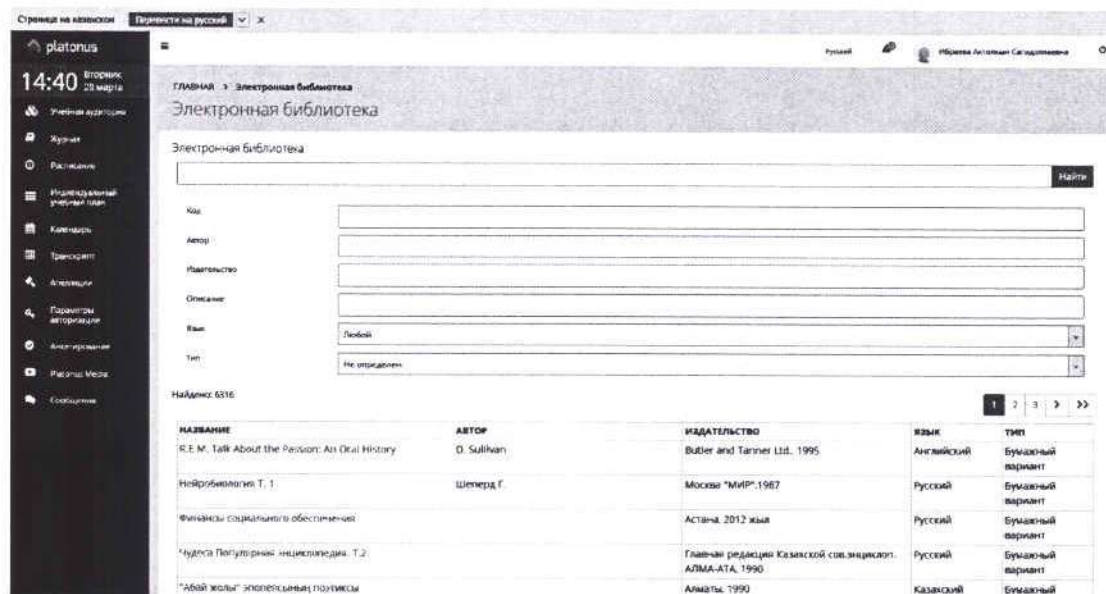 Страница на казахском Перевести на русский ×
platonus
14:40 Вторник
28 марта
Русский
ГЛАВНАЯ > Электронная библиотека
Электронная библиотека
Учебная аудитория
Журнал
Расписание
Индивидуальный
учебный план
Календарь
Транскрипт
Апелляции
Параметры
авторизации
Анкетирование
Platonus Media
Сообщения
Электронная библиотека
Найти
Код
Автор
Издательство
Описание
Язык Любой
Тип Не определен
Найдено: 6316
1 2 3 > >>
НАЗВАНИЕ АВТОР ИЗДАТЕЛЬСТВО ЯЗЫК ТИП
R.E.M. Talk About the Passion: An Oral History D. Sullivan Butler and Tanner Ltd., 1995 Английский Бумажный
вариант
Нейробиология Т. 1 Шеперд Г. Москва "МИР".1987 Русский Бумажный
вариант
Финансы социального обеспечения Астана, 2012 жыл Русский Бумажный
вариант
Чудеса Популярная энциклопедия. Т.2 Главная редакция Казахской сов.энциклоп. Русский Бумажный
АЛМА-АТА, 1990 вариант
"Абай жолы" эпопеясының поэтикасы Алматы, 1990 Казахский Бумажный